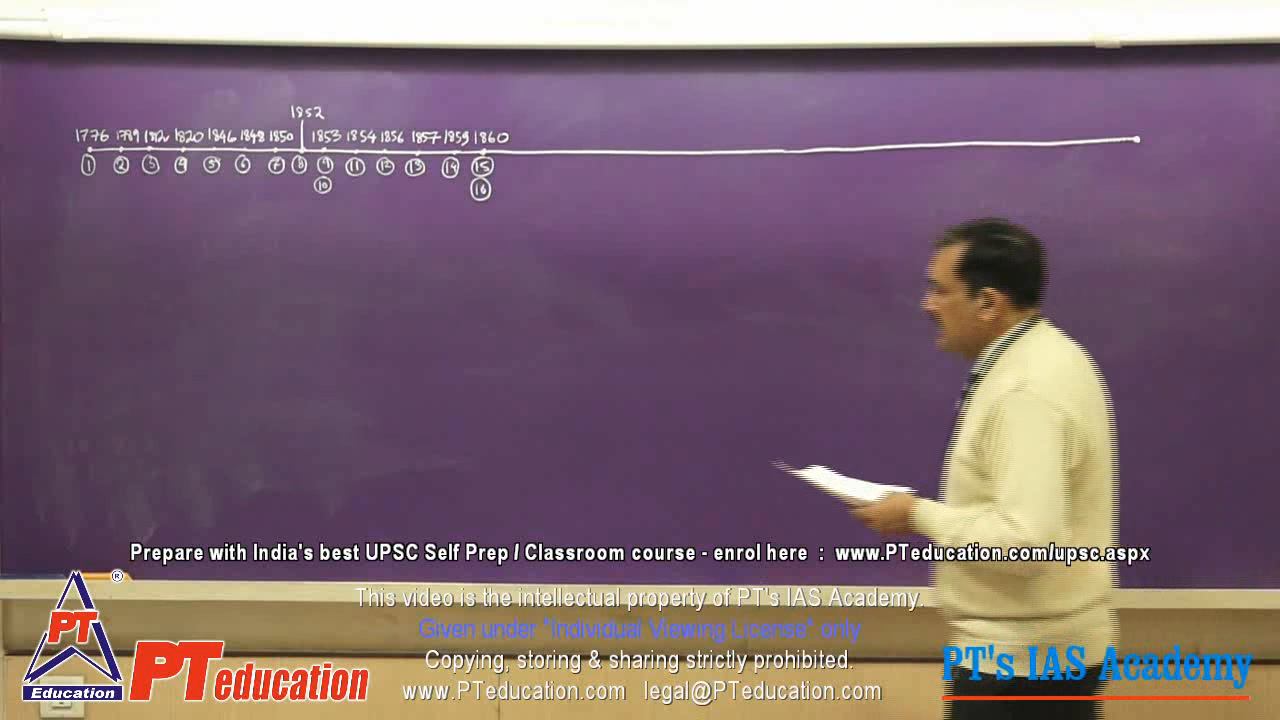 1852
1776 1789 1812 1820 1846 1848 1850 1853 1854 1856 1857 1859 1860
1 2 3 4 5 6 7 8 9 11 12 13 14 15
10 16
Prepare with India's best UPSC Self Prep / Classroom course - enrol here : www.PTeducation.com/upsc.aspx
This video is the intellectual property of PT's IAS Academy.
Given under "Individual Viewing License" only
Copying, storing & sharing strictly prohibited.
www.PTeducation.com legal@PTeducation.com
PT ®
Education
PT education
PT's IAS Academy